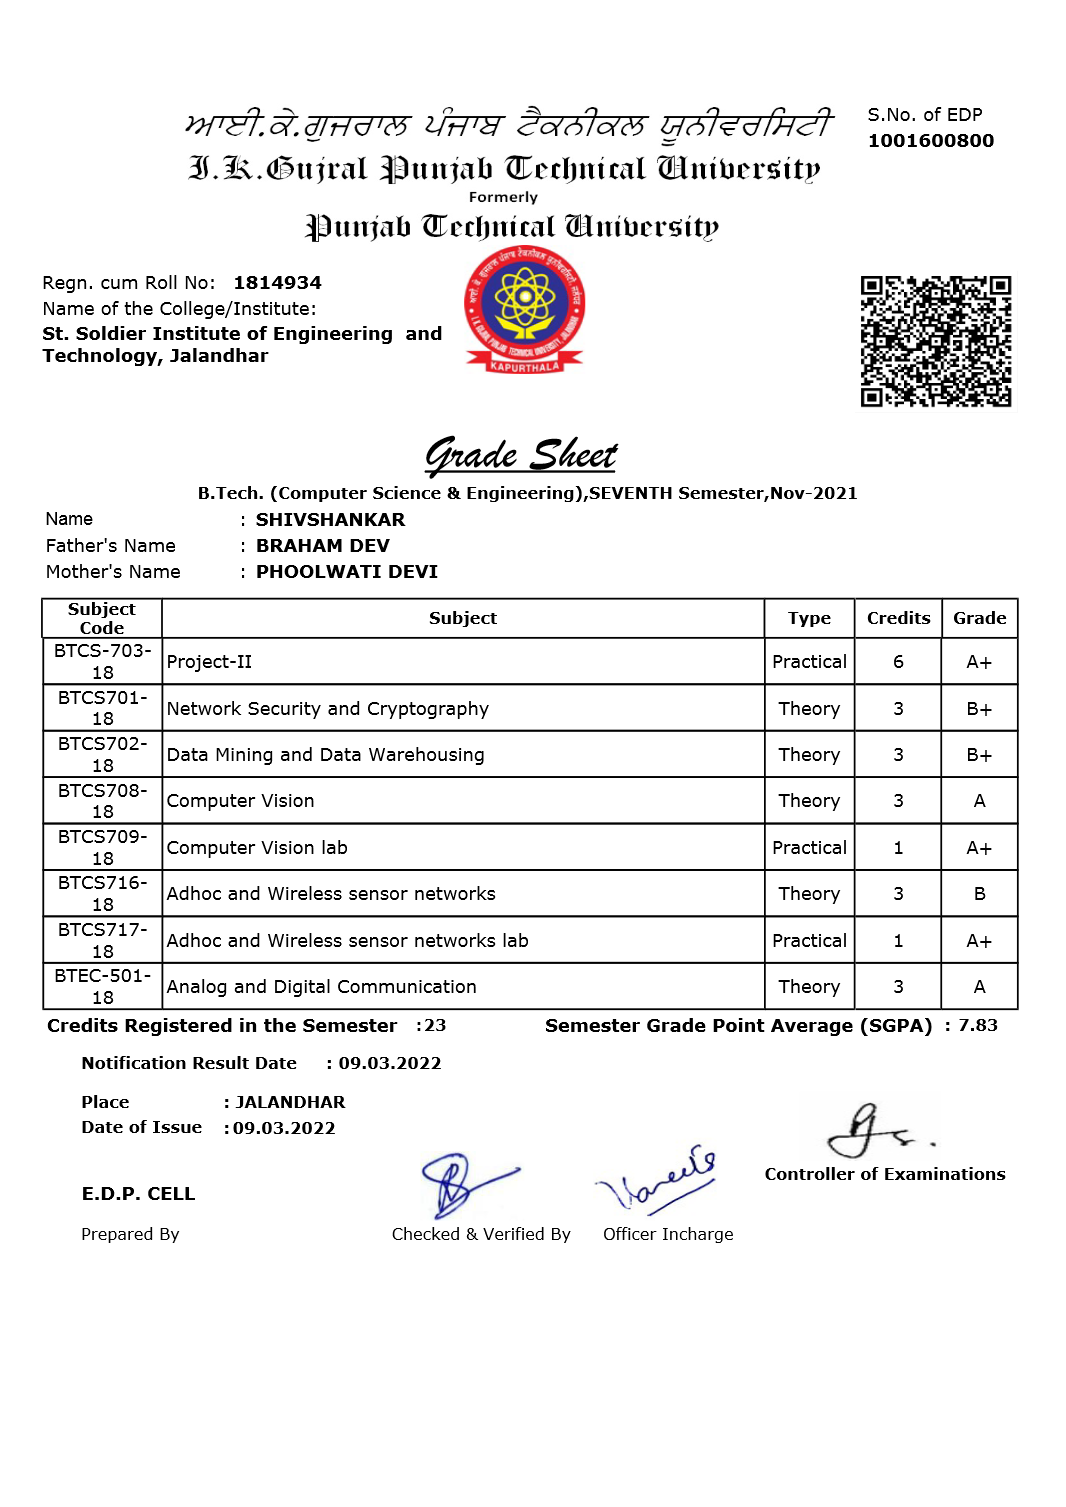 ਆਈ.ਕੇ.ਗੁਜਰਾਲ ਪੰਜਾਬ ਟੈਕਨੀਕਲ ਯੂਨੀਵਰਸਿਟੀ
S.No. of EDP
1001600800
I.K.Gujral Punjab Technical University
Formerly
Punjab Technical University
Regn. cum Roll No: 1814934
Name of the College/Institute:
St. Soldier Institute of Engineering and
Technology, Jalandhar
KAPURTHALA
Grade Sheet
B.Tech. (Computer Science & Engineering),SEVENTH Semester,Nov-2021
Name : SHIVSHANKAR
Father's Name : BRAHAM DEV
Mother's Name : PHOOLWATI DEVI
Subject Code Subject Type Credits Grade
BTCS-703-18 Project-II Practical 6 A+
BTCS701-18 Network Security and Cryptography Theory 3 B+
BTCS702-18 Data Mining and Data Warehousing Theory 3 B+
BTCS708-18 Computer Vision Theory 3 A
BTCS709-18 Computer Vision lab Practical 1 A+
BTCS716-18 Adhoc and Wireless sensor networks Theory 3 B
BTCS717-18 Adhoc and Wireless sensor networks lab Practical 1 A+
BTEC-501-18 Analog and Digital Communication Theory 3 A
Credits Registered in the Semester :23 Semester Grade Point Average (SGPA) : 7.83
Notification Result Date : 09.03.2022
Place : JALANDHAR
Date of Issue :09.03.2022
Controller of Examinations
E.D.P. CELL
Prepared By Checked & Verified By Officer Incharge